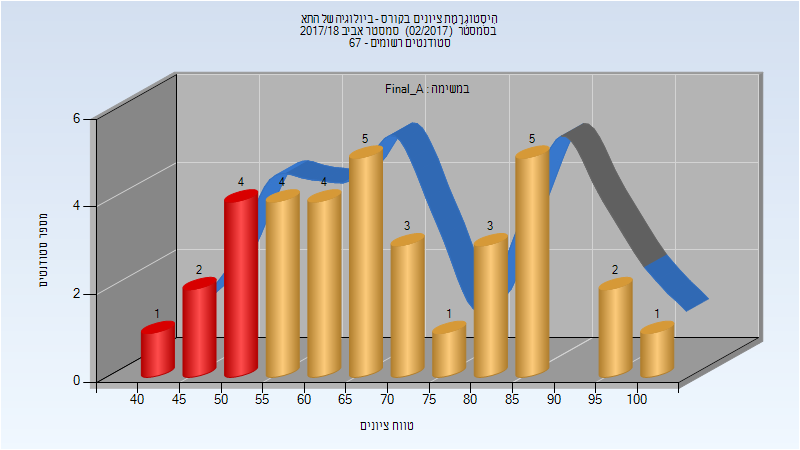 היסטוגרמת ציונים בקורס - ביולוגיה של התא
בסמסטר (02/2017) סמסטר אביב 2017/18
סטודנטים רשומים - 67
במשימה : Final_A
מספר סטודנטים
6
4
2
0
1
2
4
4
4
5
3
1
3
5
2
1
40 45 50 55 60 65 70 75 80 85 90 95 100
טווח ציונים